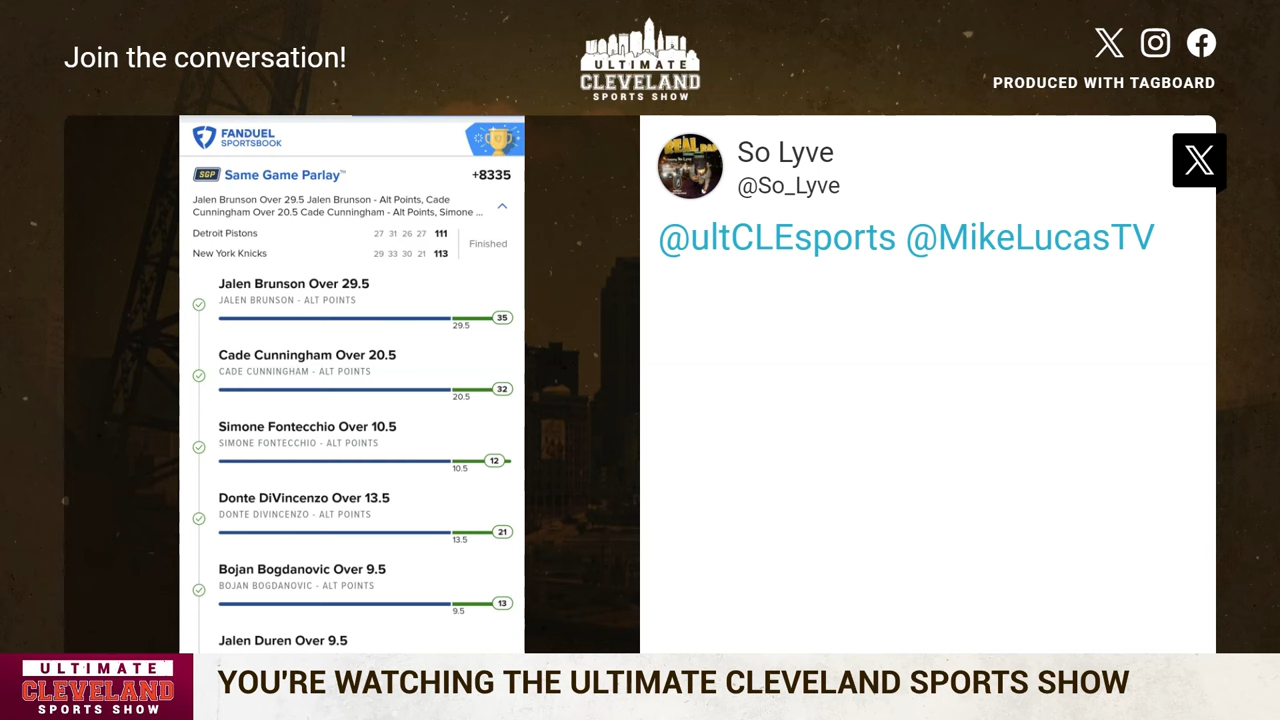 Join the conversation!
ULTIMATE
CLEVELAND
SPORTS SHOW
PRODUCED WITH TAGBOARD
FANDUEL
SPORTSBOOK
SGP Same Game Parlay™ +8335
Jalen Brunson Over 29.5 Jalen Brunson - Alt Points, Cade
Cunningham Over 20.5 Cade Cunningham - Alt Points, Simone ...
Detroit Pistons 27 31 26 27 111
Finished
New York Knicks 29 33 30 21 113
Jalen Brunson Over 29.5
JALEN BRUNSON - ALT POINTS
35
29.5
Cade Cunningham Over 20.5
CADE CUNNINGHAM - ALT POINTS
32
20.5
Simone Fontecchio Over 10.5
SIMONE FONTECCHIO - ALT POINTS
12
10.5
Donte DiVincenzo Over 13.5
DONTE DIVINCENZO - ALT POINTS
21
13.5
Bojan Bogdanovic Over 9.5
BOJAN BOGDANOVIC - ALT POINTS
13
9.5
Jalen Duren Over 9.5
So Lyve
@So_Lyve
@ultCLEsports @MikeLucasTV
ULTIMATE
CLEVELAND
SPORTS SHOW
YOU'RE WATCHING THE ULTIMATE CLEVELAND SPORTS SHOW